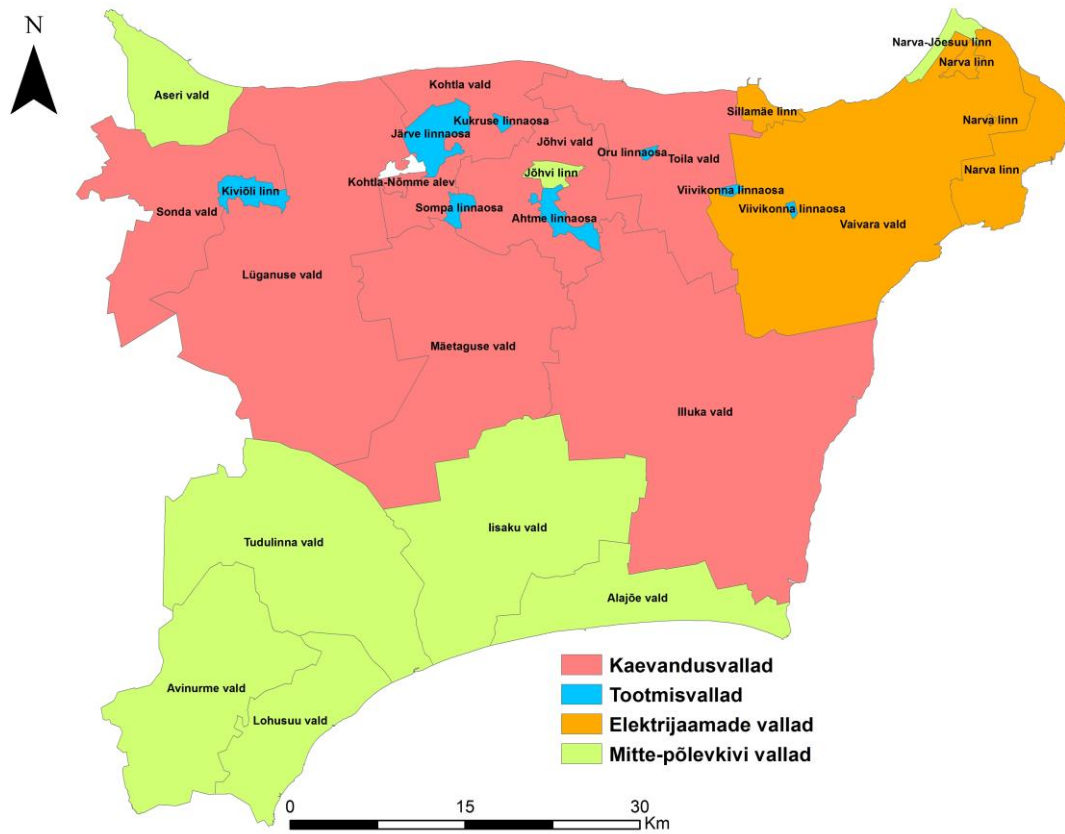 N
Narva-Jõesuu linn
Narva linn
Kohtla vald
Aseri vald
Sillamäe linn
Kukruse linnaosa
Narva linn
Järve linnaosa
Jõhvi vald
Oru linnaosa
Toila vald
Jõhvi linn
Narva linn
Kohtla-Nõmme alev
Kiviõli linn
Viivikonna linnaosa
Sonda vald
Sompa linnaosa
Viivikonna linnaosa
Ahtme linnaosa
Vaivara vald
Lüganuse vald
Mäetaguse vald
Illuka vald
Iisaku vald
Tudulinna vald
Alajõe vald
Avinurme vald
Lohusuu vald
Kaevandusvallad
Tootmisvallad
Elektrijaamade vallad
Mitte-põlevkivi vallad
0 15 30
Km